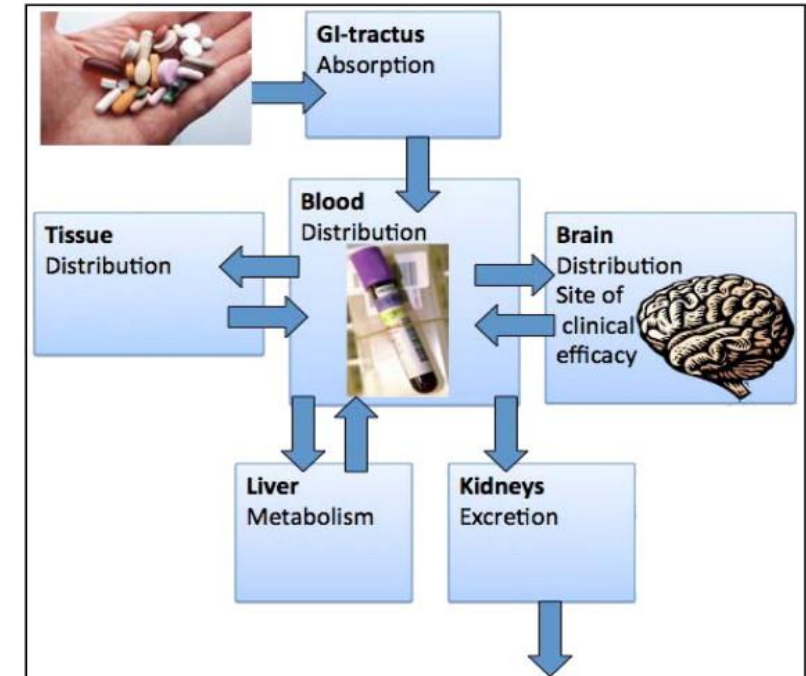 GI-tractus
Absorption
Blood
Distribution
Tissue
Distribution
Brain
Distribution
Site of
clinical
efficacy
Liver
Metabolism
Kidneys
Excretion